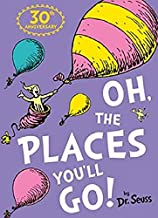 30th
ANNIVERSARY
OH,
THE
PLACES
YOU'LL
GO!
by
Dr. Seuss